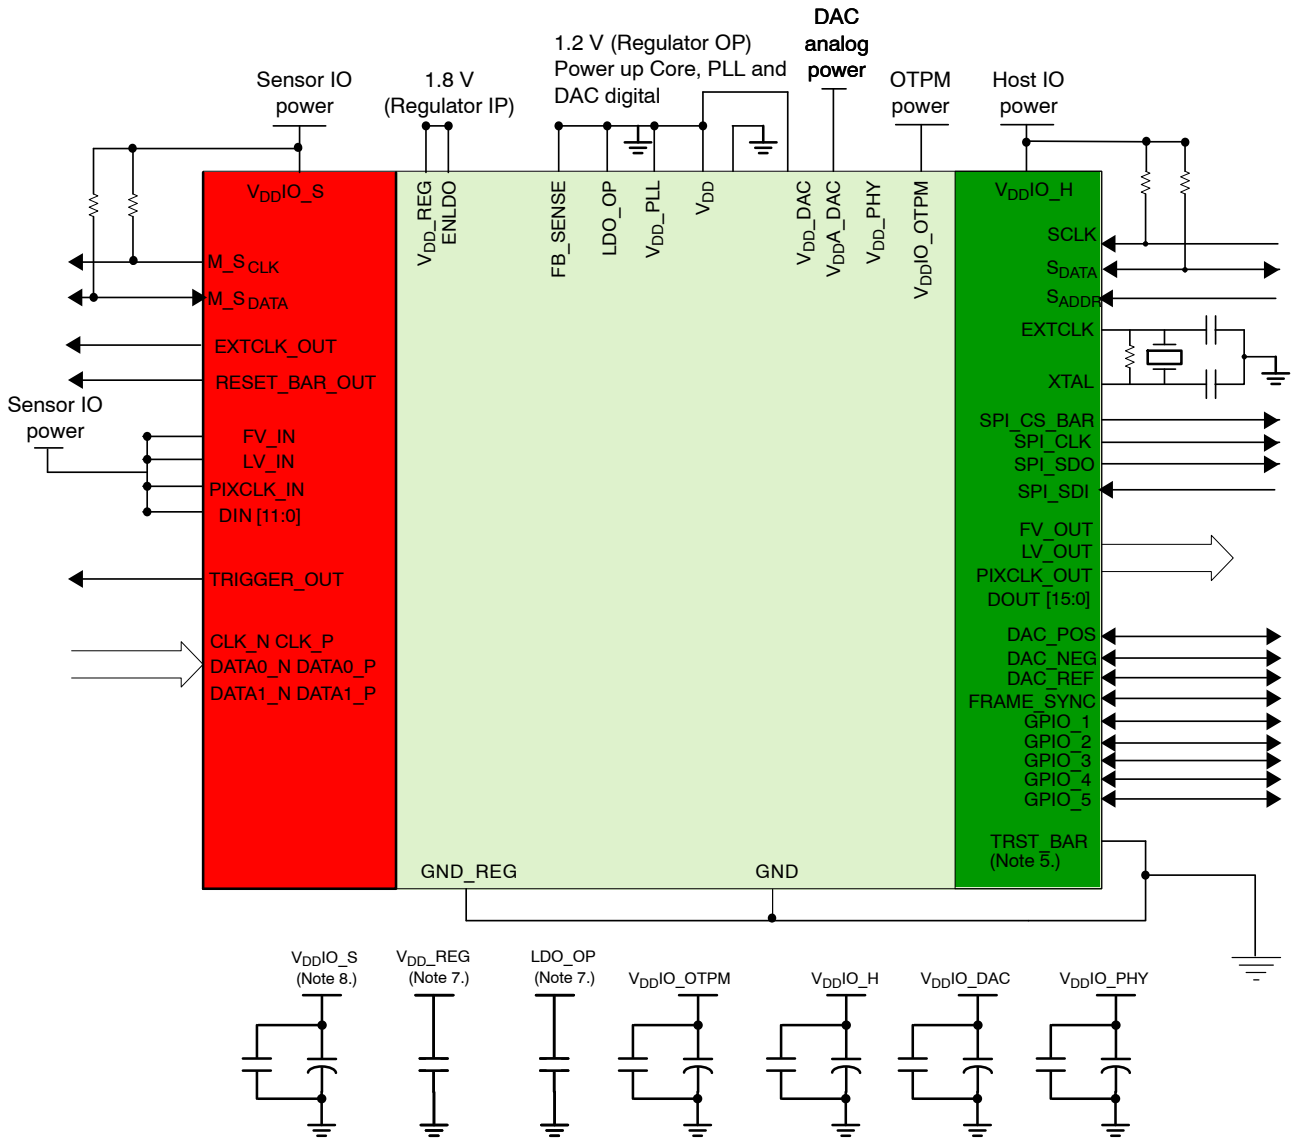 DAC
analog
power
1.2 V (Regulator OP)
Power up Core, PLL and
DAC digital
Sensor IO
power
1.8 V
(Regulator IP)
OTPM
power
Host IO
power
VDDIO_S
VDD_REG
ENLDO
FB_SENSE
LDO_OP
VDD_PLL
VDD
VDD_DAC
VDDA_DAC
VDD_PHY
VDDIO_OTPM
VDDIO_H
M_SCLK
M_SDATA
EXTCLK_OUT
RESET_BAR_OUT
Sensor IO
power
FV_IN
LV_IN
PIXCLK_IN
DIN [11:0]
TRIGGER_OUT
CLK_N CLK_P
DATA0_N DATA0_P
DATA1_N DATA1_P
SCLK
SDATA
SADDR
EXTCLK
XTAL
SPI_CS_BAR
SPI_CLK
SPI_SDO
SPI_SDI
FV_OUT
LV_OUT
PIXCLK_OUT
DOUT [15:0]
DAC_POS
DAC_NEG
DAC_REF
FRAME_SYNC
GPIO_1
GPIO_2
GPIO_3
GPIO_4
GPIO_5
TRST_BAR
(Note 5.)
GND_REG
GND
VDDIO_S
(Note 8.)
VDD_REG
(Note 7.)
LDO_OP
(Note 7.)
VDDIO_OTPM
VDDIO_H
VDDIO_DAC
VDDIO_PHY